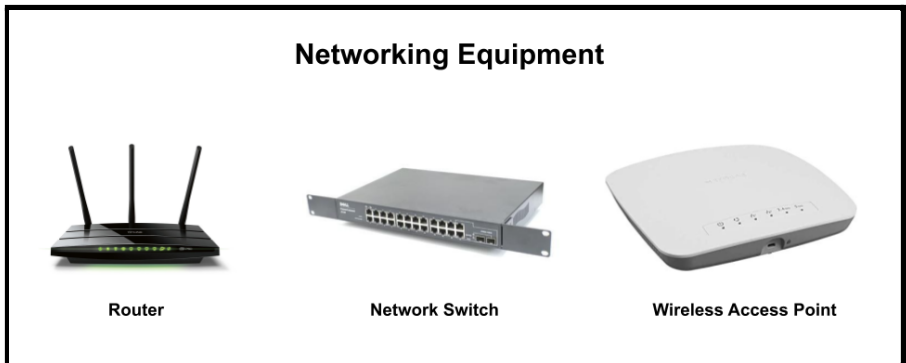 Networking Equipment
Router
Network Switch
Wireless Access Point